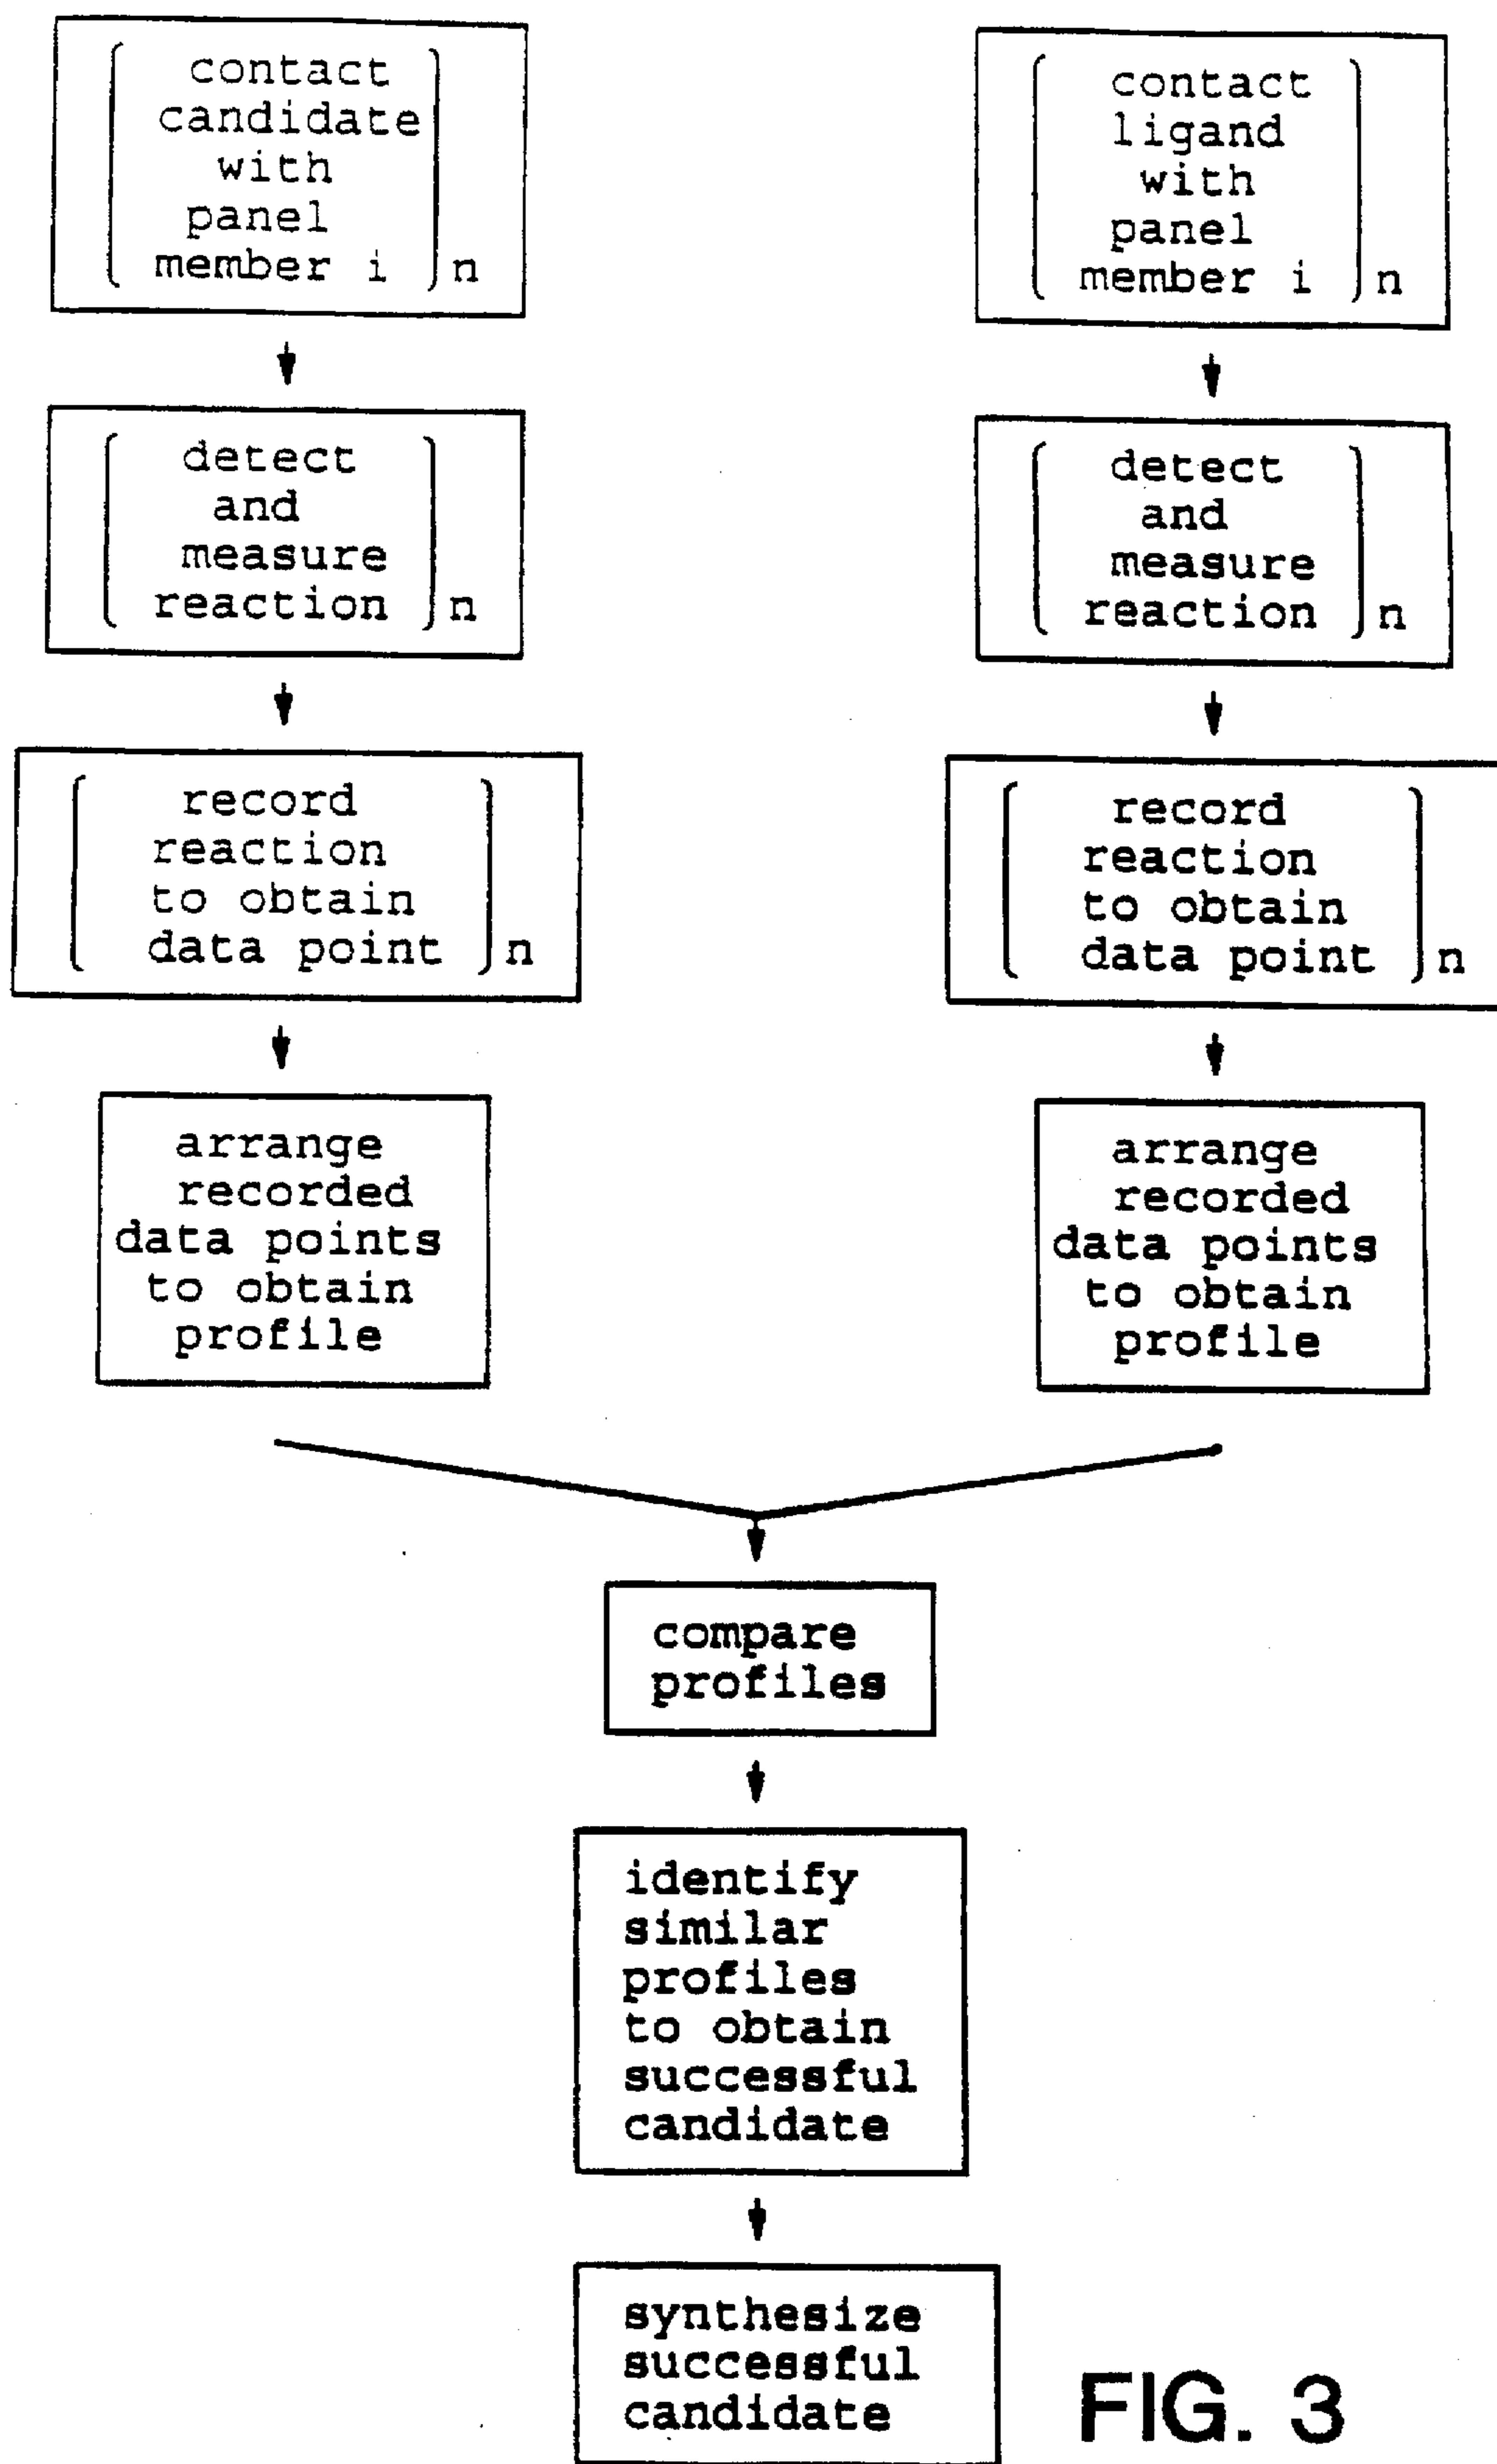 contact
candidate
with
panel
member i n
detect
and
measure
reaction n
record
reaction
to obtain
data point n
arrange
recorded
data points
to obtain
profile
contact
ligand
with
panel
member i n
detect
and
measure
reaction n
record
reaction
to obtain
data point n
arrange
recorded
data points
to obtain
profile
compare
profiles
identify
similar
profiles
to obtain
successful
candidate
synthesize
successful
candidate
FIG. 3